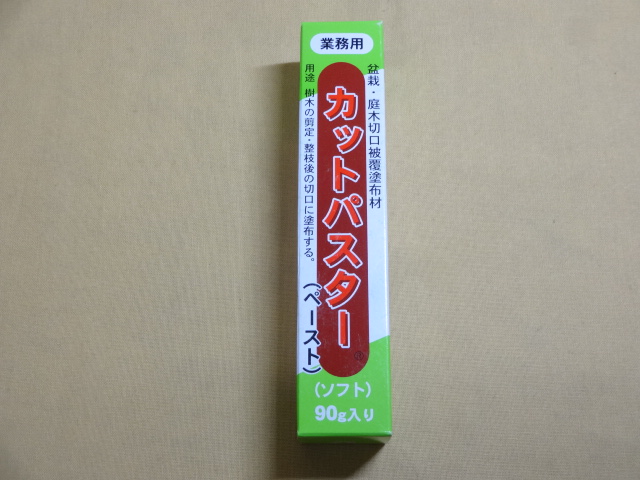 業務用
盆栽・庭木切口被覆塗布材
カットパスター
用途 樹木の剪定・整枝後の切口に塗布する。
(ペースト)
(ソフト)
90g入り